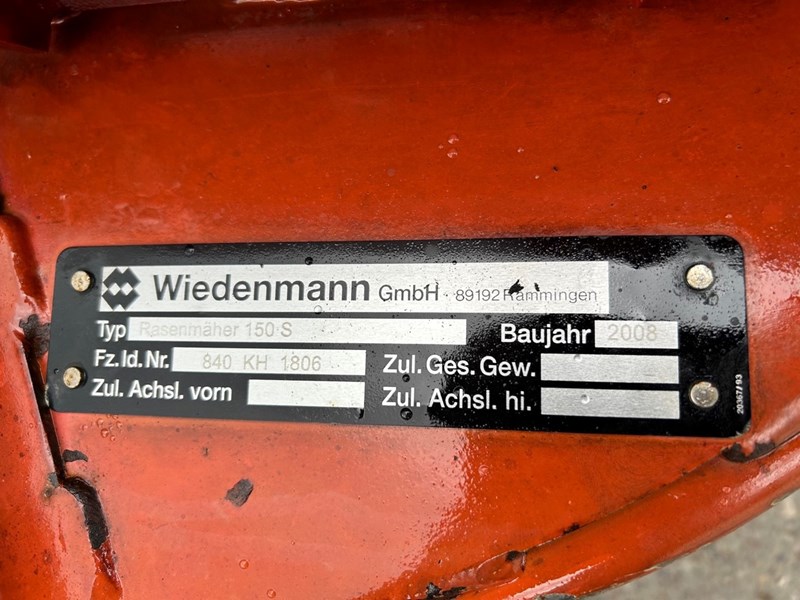 Wiedenmann GmbH · 89192 Rammingen
Typ Rasenmäher 150 S Baujahr 2008
Fz. Id. Nr. 840 KH 1806 Zul. Ges. Gew.
Zul. Achsl. vorn Zul. Achsl. hi.
20367/93